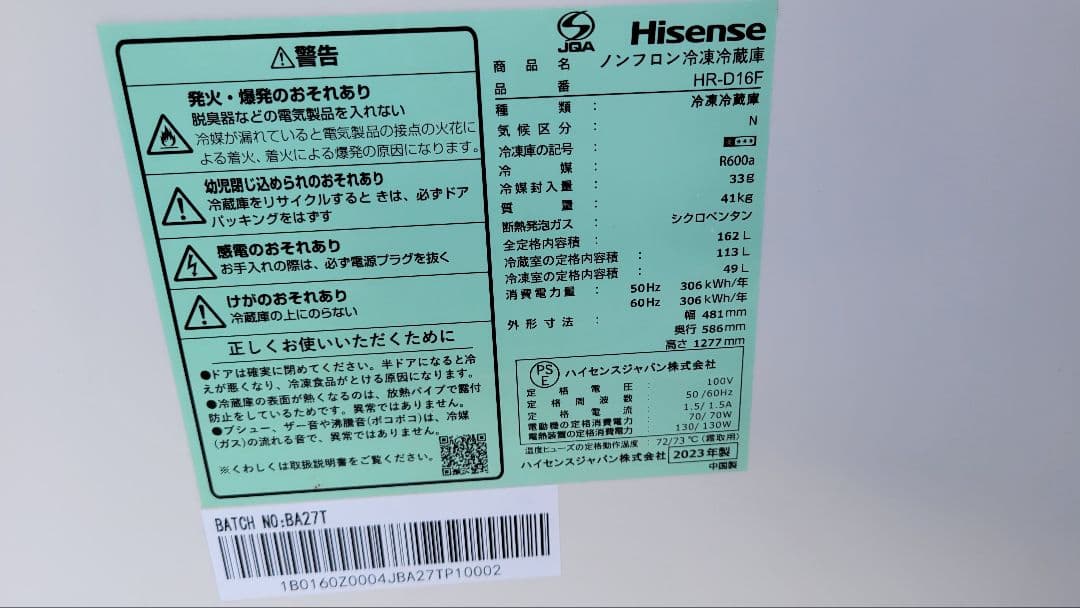 ⚠警告
発火・爆発のおそれあり
脱臭器などの電気製品を入れない
冷媒が漏れていると電気製品の接点の火花に
よる着火、着火による爆発の原因になります。
幼児閉じ込められのおそれあり
冷蔵庫をリサイクルすると きは、必ずドア
パッキングをはずす
感電のおそれあり
お手入れの際は、必ず電源プラグを抜く
けがのおそれあり
冷蔵庫の上にのらない
正しくお使いいただくために
●ドアは確実に閉めてください。半ドアになると冷
えが悪くなり、冷凍食品がとける原因になります。
●冷蔵庫の表面が熱くなるのは、放熱パイプで露付
防止をしているためです。異常ではありません。
●プシュー、ザー音や沸騰音(ボコボコ)は、冷媒
(ガス)の流れる音で、異常ではありません。
※くわしくは取扱説明書をご覧ください。
JQA
Hisense
商品名 ノンフロン冷凍冷蔵庫
品番 HR-D16F
種類 : 冷凍冷蔵庫
気候区分 : N
冷凍庫の記号 :
冷媒 : R600a
冷媒封入量 : 33g
質量 : 41kg
断熱発泡ガス : シクロペンタン
全定格内容積 : 162L
冷蔵室の定格内容積 : 113L
冷凍室の定格内容積 : 49L
消費電力量 : 50Hz 306kWh/年
60Hz 306kWh/年
外形寸法 : 幅 481mm
奥行 586mm
高さ 1277mm
PSE ハイセンスジャパン株式会社
定格電圧 : 100V
定格周波数 : 50/60Hz
定格電流 : 1.5/1.5A
電動機の定格消費電力 : 70/70W
電熱装置の定格消費電力 : 130/130W
温度ヒューズの定格動作温度 : 72/73℃(霜取用)
ハイセンスジャパン株式会社 2023年製
中国製
BATCH NO:BA27T
1B0160Z0004JBA27TP10002